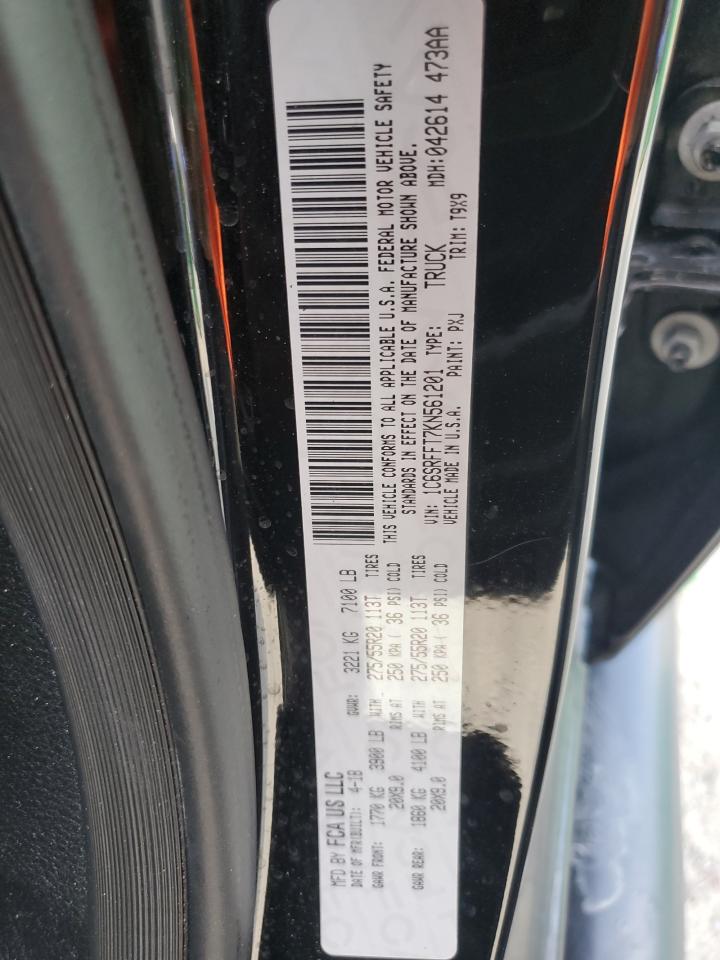 MFD BY FCA US LLC
DATE OF MFR(BUILT): 4-18 GVWR: 3221 KG 7100 LB
GAWR FRONT: 1770 KG 3900 LB WITH 275/55R20 113T TIRES
20X9.0 RIMS AT 250 KPA ( 36 PSI) COLD
GAWR REAR: 1860 KG 4100 LB WITH 275/55R20 113T TIRES
20X9.0 RIMS AT 250 KPA ( 36 PSI) COLD
THIS VEHICLE CONFORMS TO ALL APPLICABLE U.S.A. FEDERAL MOTOR VEHICLE SAFETY
STANDARDS IN EFFECT ON THE DATE OF MANUFACTURE SHOWN ABOVE.
VIN: 1C6SRFFT7KN561201 TYPE: TRUCK MDH:042614 473AA
VEHICLE MADE IN U.S.A. PAINT: PXJ TRIM: T9X9